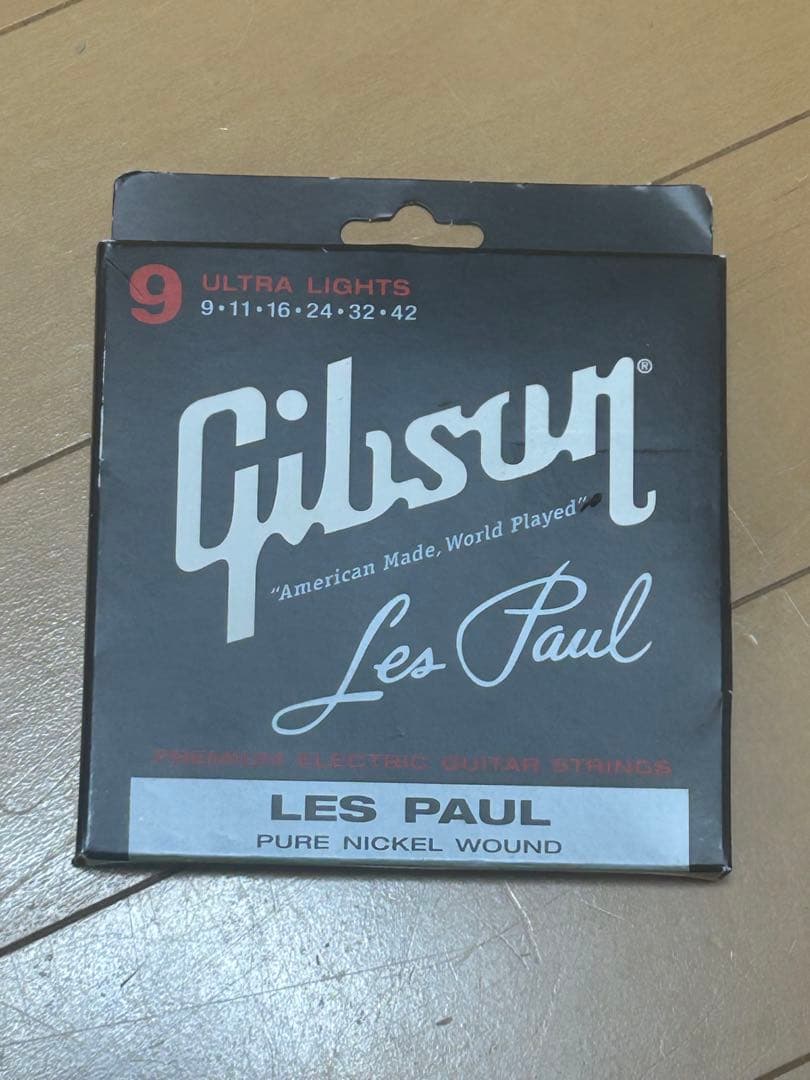 9 ULTRA LIGHTS
9•11•16•24•32•42
Gibson®
"American Made, World Played"
Les Paul
PREMIUM ELECTRIC GUITAR STRINGS
LES PAUL
PURE NICKEL WOUND